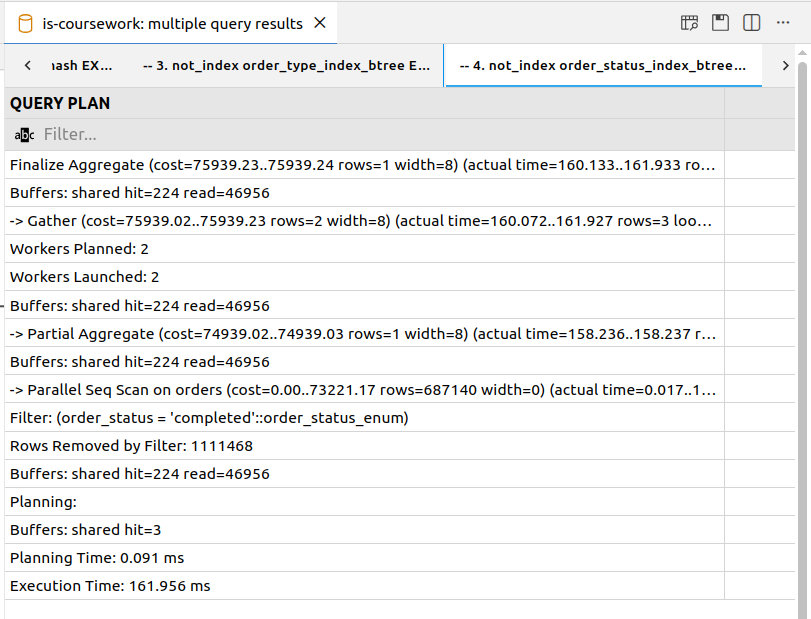 is-coursework: multiple query results
-- 3. not_index order_type_index_btree E...
-- 4. not_index order_status_index_btree...
QUERY PLAN
abc Filter...
Finalize Aggregate (cost=75939.23..75939.24 rows=1 width=8) (actual time=160.133..161.933 ro...
Buffers: shared hit=224 read=46956
-> Gather (cost=75939.02..75939.23 rows=2 width=8) (actual time=160.072..161.927 rows=3 loo...
Workers Planned: 2
Workers Launched: 2
Buffers: shared hit=224 read=46956
-> Partial Aggregate (cost=74939.02..74939.03 rows=1 width=8) (actual time=158.236..158.237 r...
Buffers: shared hit=224 read=46956
-> Parallel Seq Scan on orders (cost=0.00..73221.17 rows=687140 width=0) (actual time=0.017..1...
Filter: (order_status = 'completed'::order_status_enum)
Rows Removed by Filter: 1111468
Buffers: shared hit=224 read=46956
Planning:
Buffers: shared hit=3
Planning Time: 0.091 ms
Execution Time: 161.956 ms